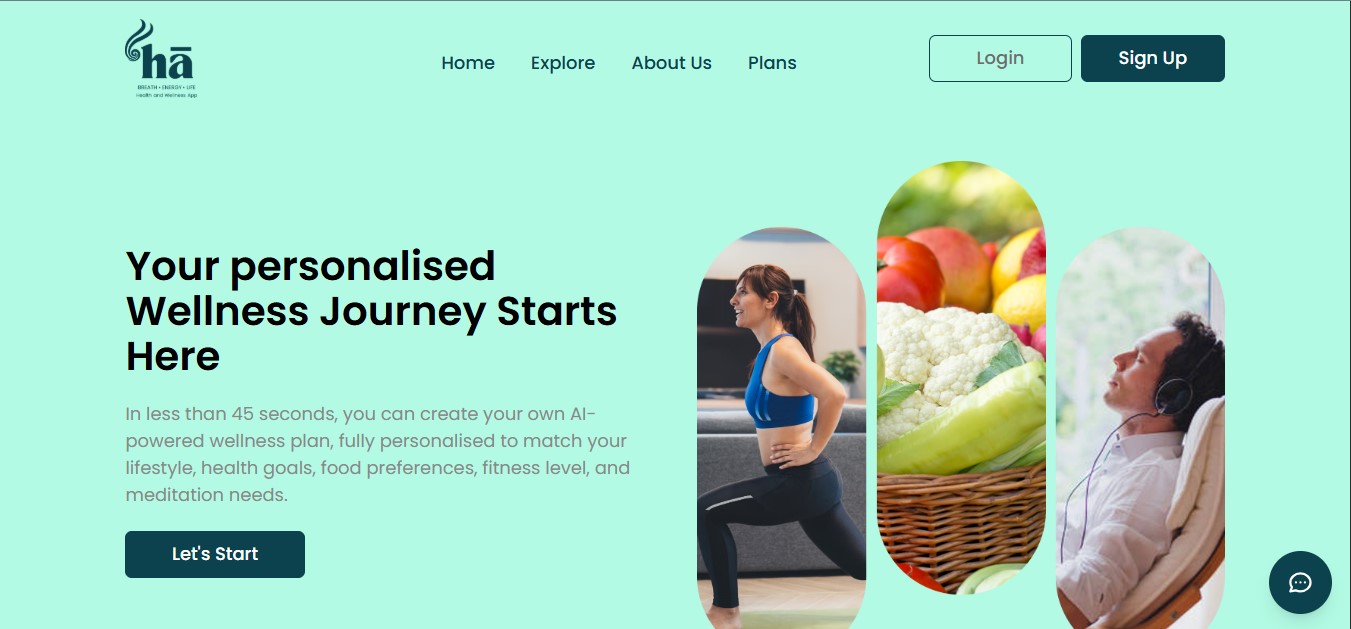 hā
BREATH • ENERGY • LIFE
Health and Wellness App
Home Explore About Us Plans
Login Sign Up
Your personalised
Wellness Journey Starts
Here
In less than 45 seconds, you can create your own AI-
powered wellness plan, fully personalised to match your
lifestyle, health goals, food preferences, fitness level, and
meditation needs.
Let's Start